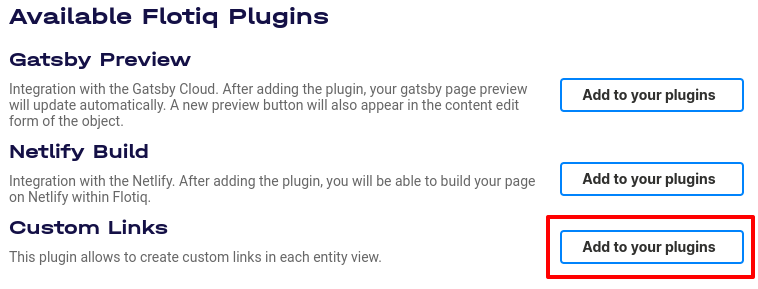 Available Flotiq Plugins
Gatsby Preview
Integration with the Gatsby Cloud. After adding the plugin, your gatsby page preview
will update automatically. A new preview button will also appear in the content edit
form of the object.
Add to your plugins
Netlify Build
Integration with the Netlify. After adding the plugin, you will be able to build your page
on Netlify within Flotiq.
Add to your plugins
Custom Links
This plugin allows to create custom links in each entity view.
Add to your plugins